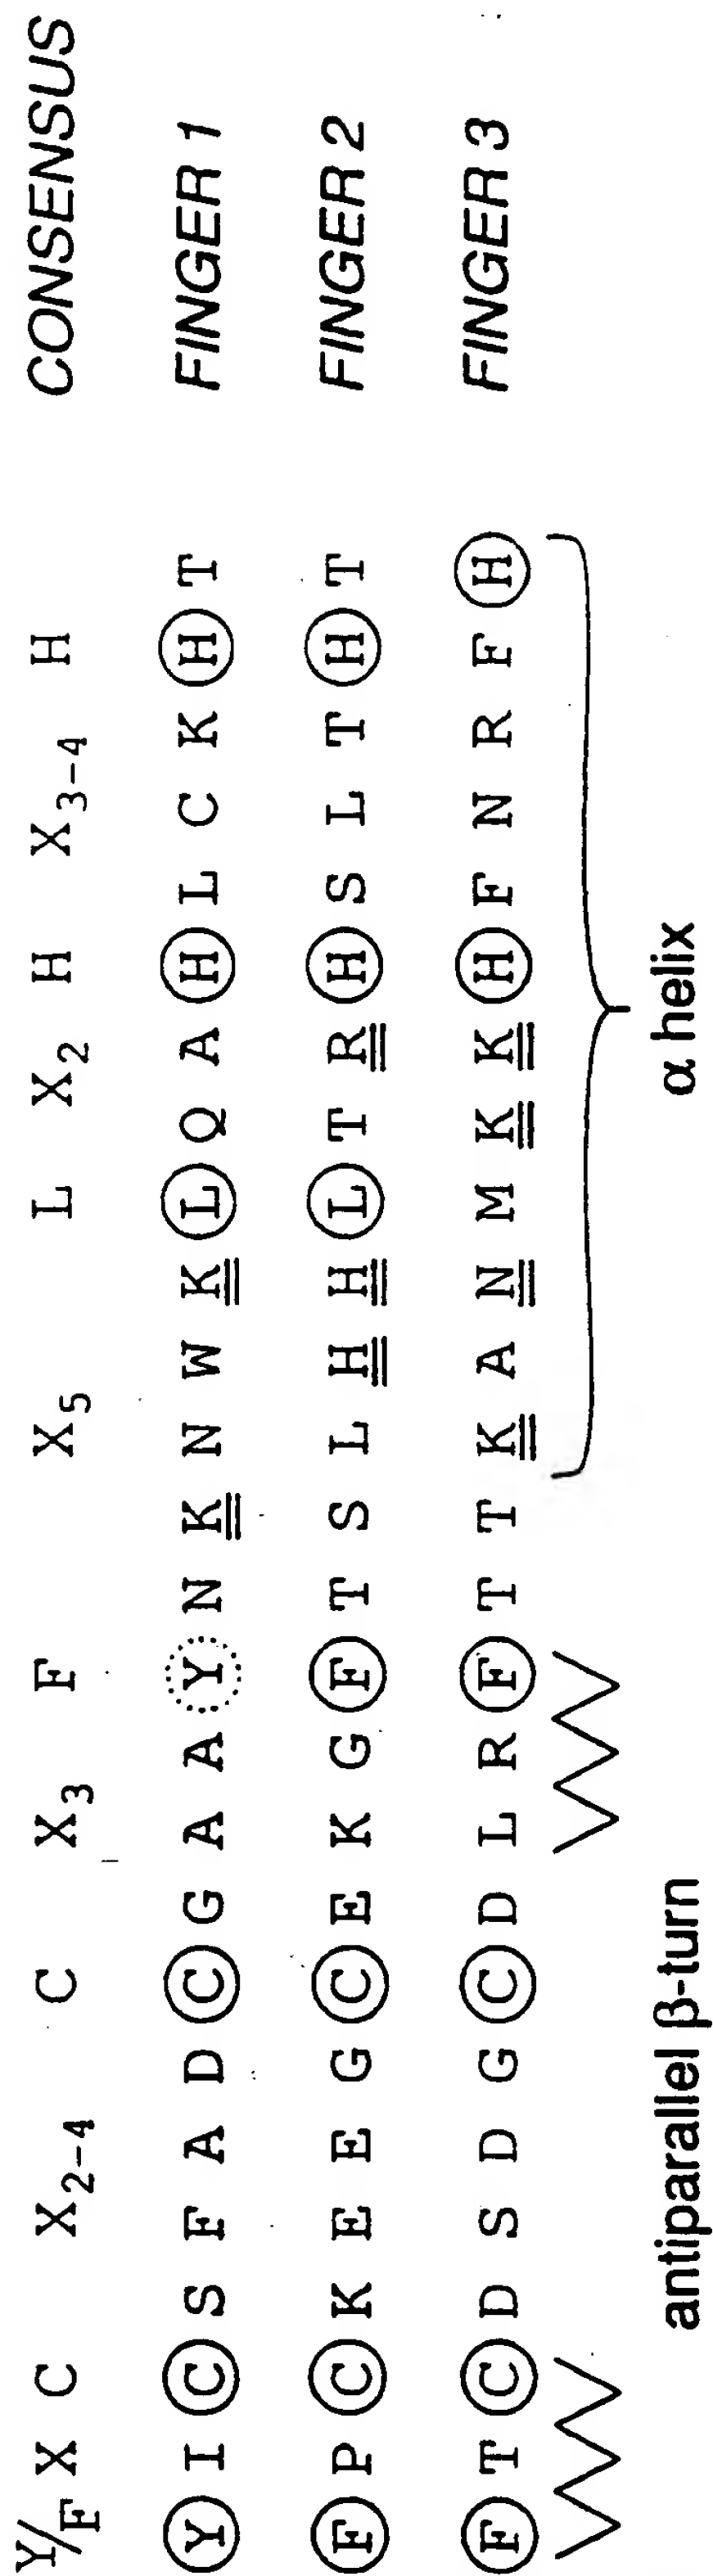 Y/F X C X2-4 C X3 F X5 L X2 H X3-4 H CONSENSUS
Y I C S F A D C G A A Y N K N W K L Q A H L C K H T FINGER 1
F P C K E E G C E K G F T S L H H L T R H S L T H T FINGER 2
F T C D S D G C D L R F T T K A N M K K H F N R F H FINGER 3
antiparallel β-turn α helix